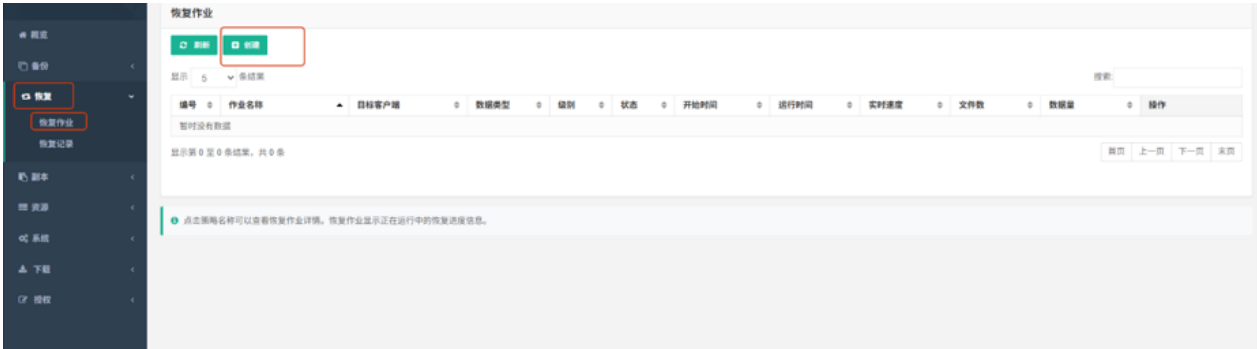 恢复作业
概览
备份
恢复
恢复作业
恢复记录
副本
资源
系统
下载
授权
刷新 创建
显示 5 条结果
搜索:
编号 作业名称 目标客户端 数据类型 级别 状态 开始时间 运行时间 实时速度 文件数 数据量 操作
暂时没有数据
显示第 0 至 0 条结果，共 0 条
首页 上一页 下一页 末页
点击策略名称可以查看恢复作业详情。恢复作业显示正在运行中的恢复进度信息。